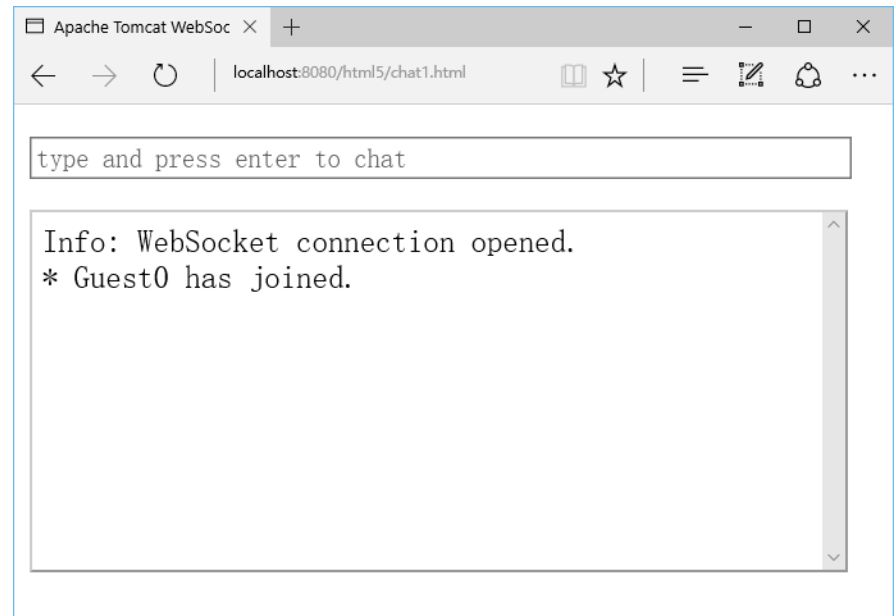 Apache Tomcat WebSoc
localhost:8080/html5/chat1.html
type and press enter to chat
Info: WebSocket connection opened.
* Guest0 has joined.